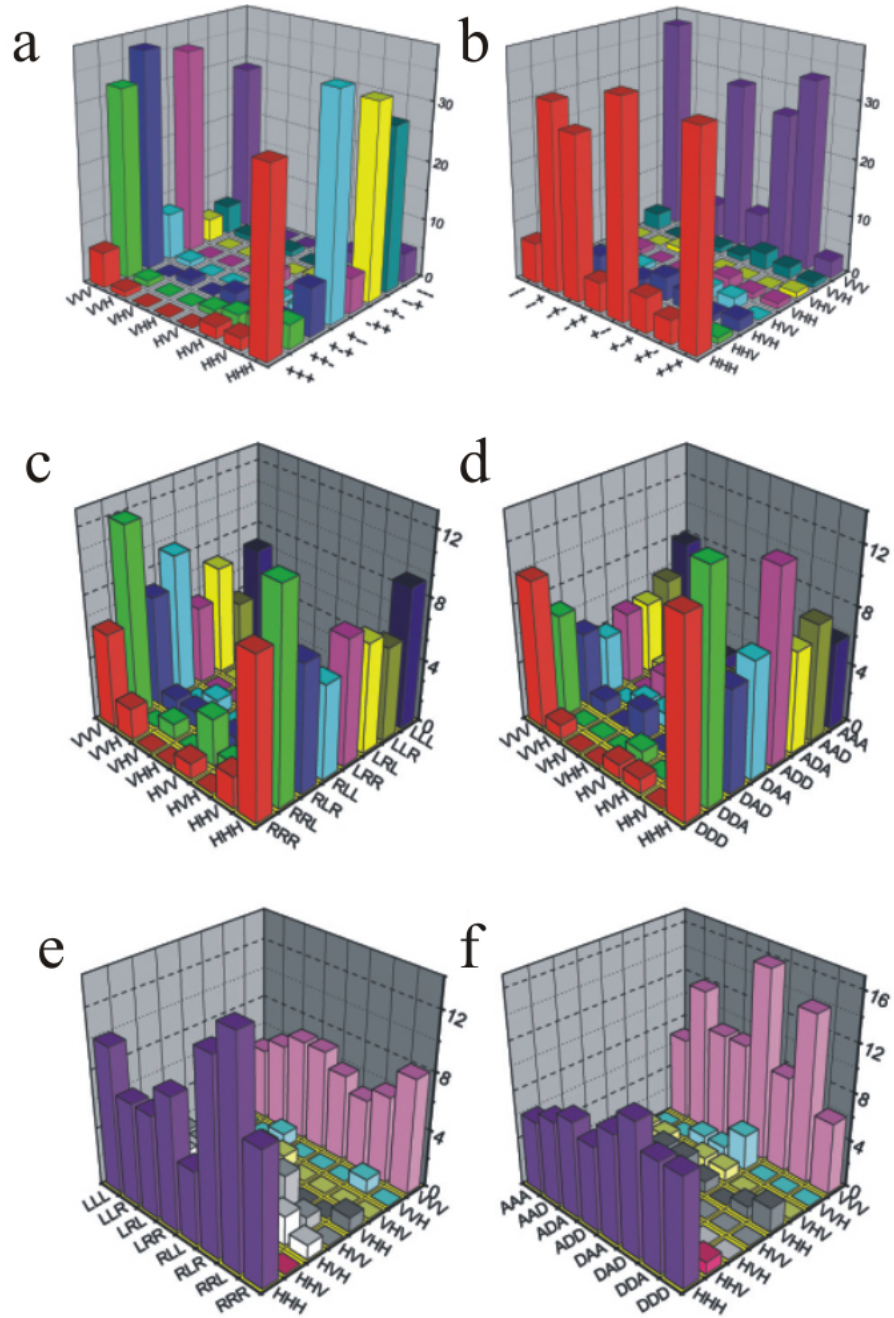 a
30
20
10
0
VVV
VVH
VHV
VHH
HVV
HVH
HHV
HHH
+++
b
30
20
10
0
+++
HHH
HHV
HVH
HVV
VHH
VHV
VVH
VVV
c
12
8
4
0
VVV
VVH
VHV
VHH
HVV
HVH
HHV
HHH
RRR
RRL
RLR
RLL
LRR
LRL
LLR
LLL
d
12
8
4
0
VVV
VVH
VHV
VHH
HVV
HVH
HHV
HHH
DDD
DDA
DAD
DAA
ADD
ADA
AAD
AAA
e
12
8
4
0
LLL
LLR
LRL
LRR
RLL
RLR
RRL
RRR
HHH
HHV
HVH
HVV
VHH
VHV
VVH
VVV
f
16
12
8
4
0
AAA
AAD
ADA
ADD
DAA
DAD
DDA
DDD
HHH
HHV
HVH
HVV
VHH
VHV
VVH
VVV